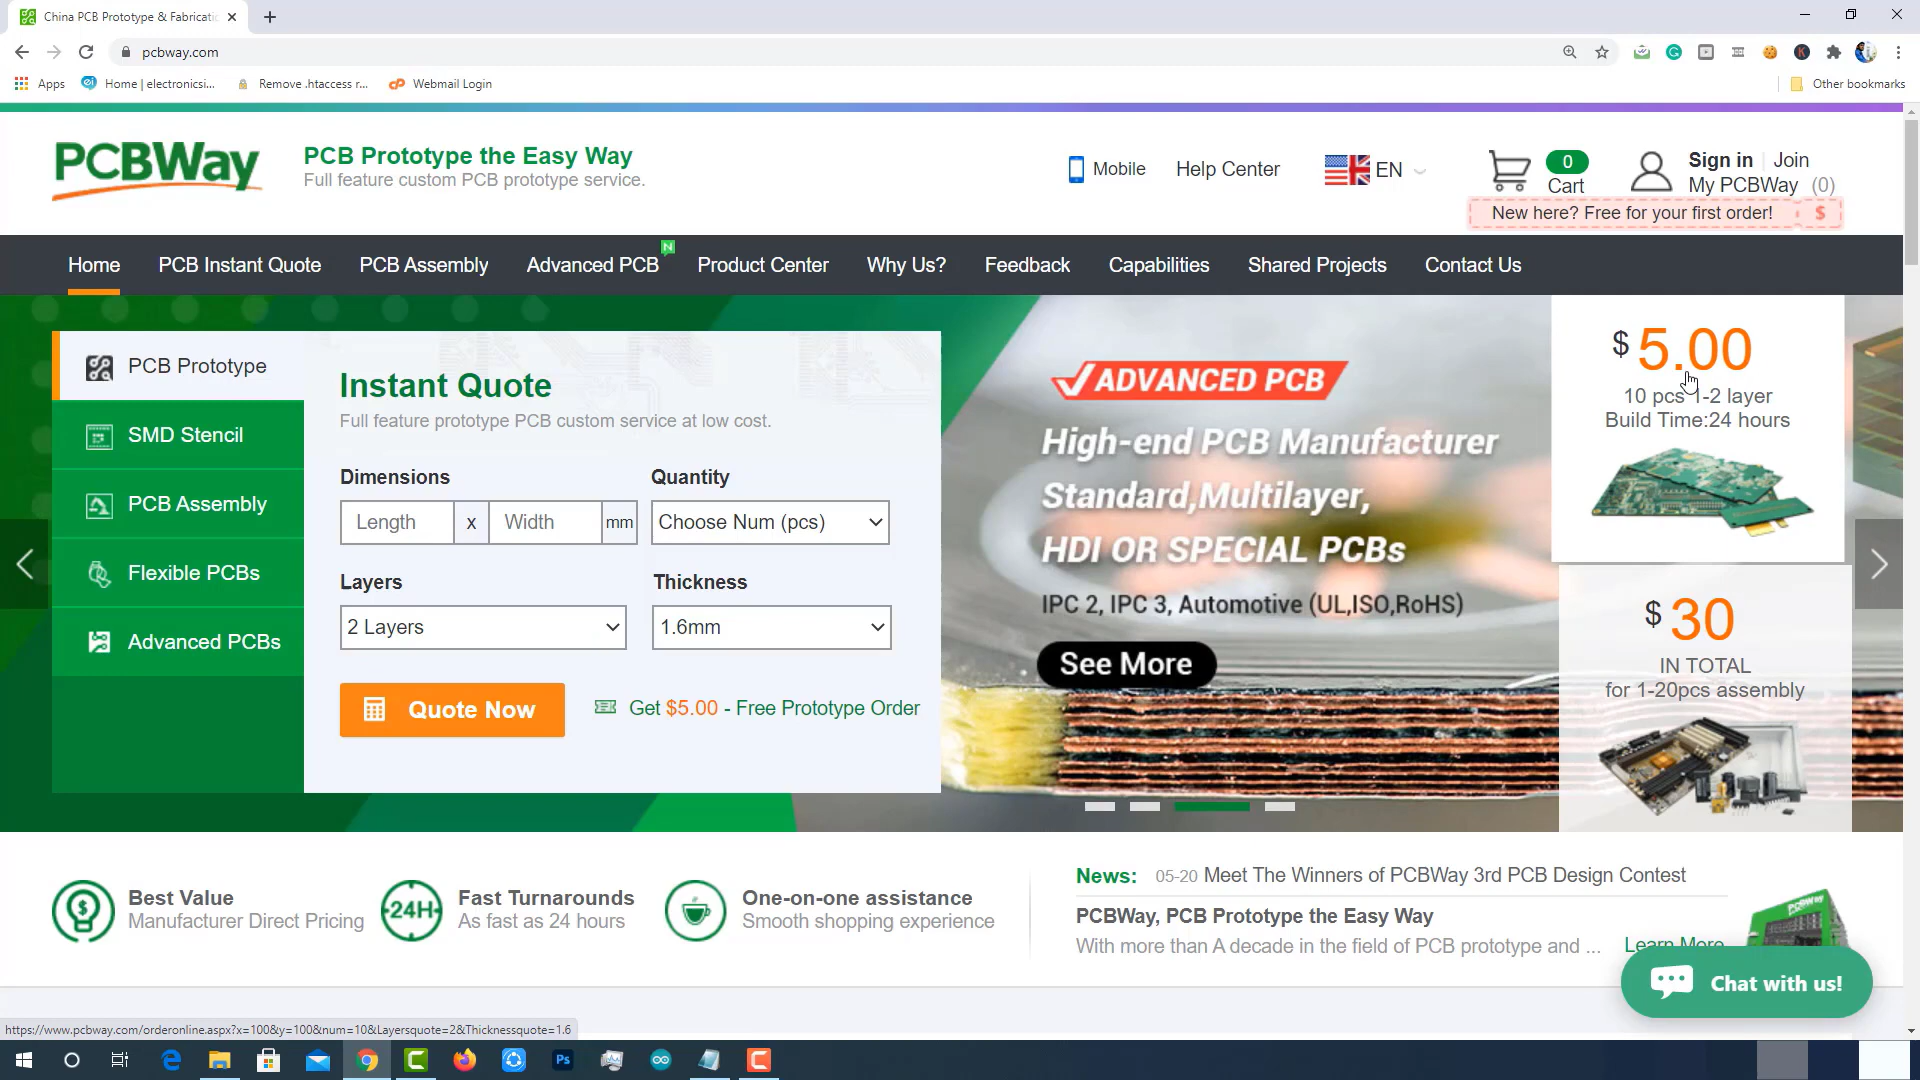 China PCB Prototype & Fabricatio
pcbway.com
Apps
Home | electronicsi...
Remove .htaccess r...
Webmail Login
Other bookmarks
PCBWay
PCB Prototype the Easy Way
Full feature custom PCB prototype service.
Mobile
Help Center
EN
0
Cart
Sign in | Join
My PCBWay (0)
New here? Free for your first order! $
N
Home
PCB Instant Quote
PCB Assembly
Advanced PCB
Product Center
Why Us?
Feedback
Capabilities
Shared Projects
Contact Us
PCB Prototype
SMD Stencil
PCB Assembly
Flexible PCBs
Advanced PCBs
Instant Quote
Full feature prototype PCB custom service at low cost.
Dimensions
Quantity
Length x Width mm
Choose Num (pcs)
Layers
Thickness
2 Layers
1.6mm
Quote Now
Get $5.00 - Free Prototype Order
ADVANCED PCB
High-end PCB Manufacturer
Standard,Multilayer,
HDI OR SPECIAL PCBs
IPC 2, IPC 3, Automotive (UL,ISO,RoHS)
See More
$ 5.00
10 pcs 1-2 layer
Build Time:24 hours
$ 30
IN TOTAL
for 1-20pcs assembly
Best Value
Manufacturer Direct Pricing
24H
Fast Turnarounds
As fast as 24 hours
One-on-one assistance
Smooth shopping experience
News: 05-20 Meet The Winners of PCBWay 3rd PCB Design Contest
PCBWay, PCB Prototype the Easy Way
With more than A decade in the field of PCB prototype and ... Learn More
PCBWay
Chat with us!
https://www.pcbway.com/orderonline.aspx?x=100&y=100&num=10&Layersquote=2&Thicknessquote=1.6
Ps